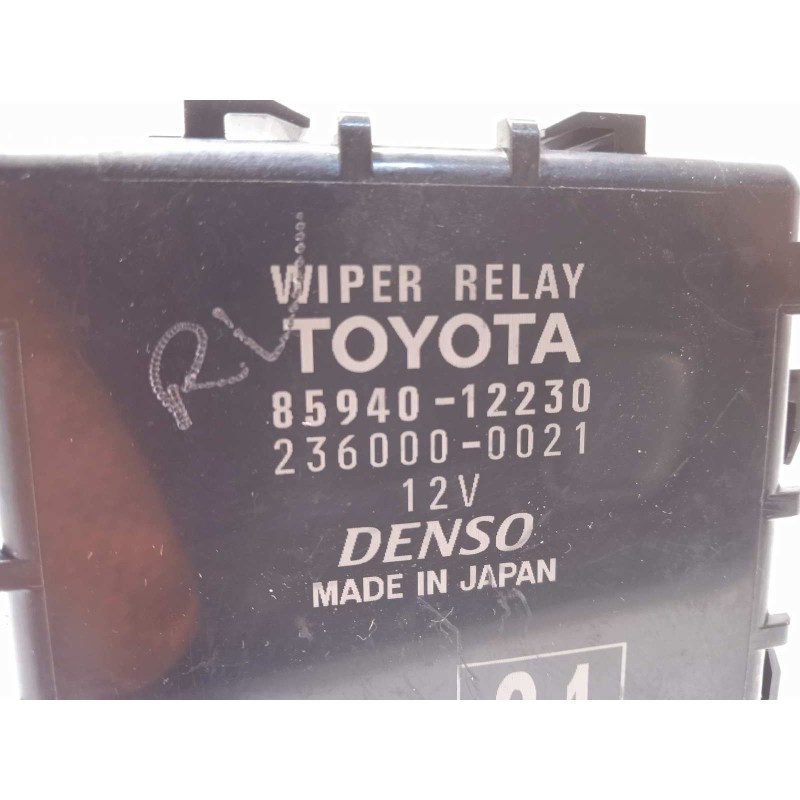 WIPER RELAY
TOYOTA
85940-12230
236000-0021
12V
DENSO
MADE IN JAPAN